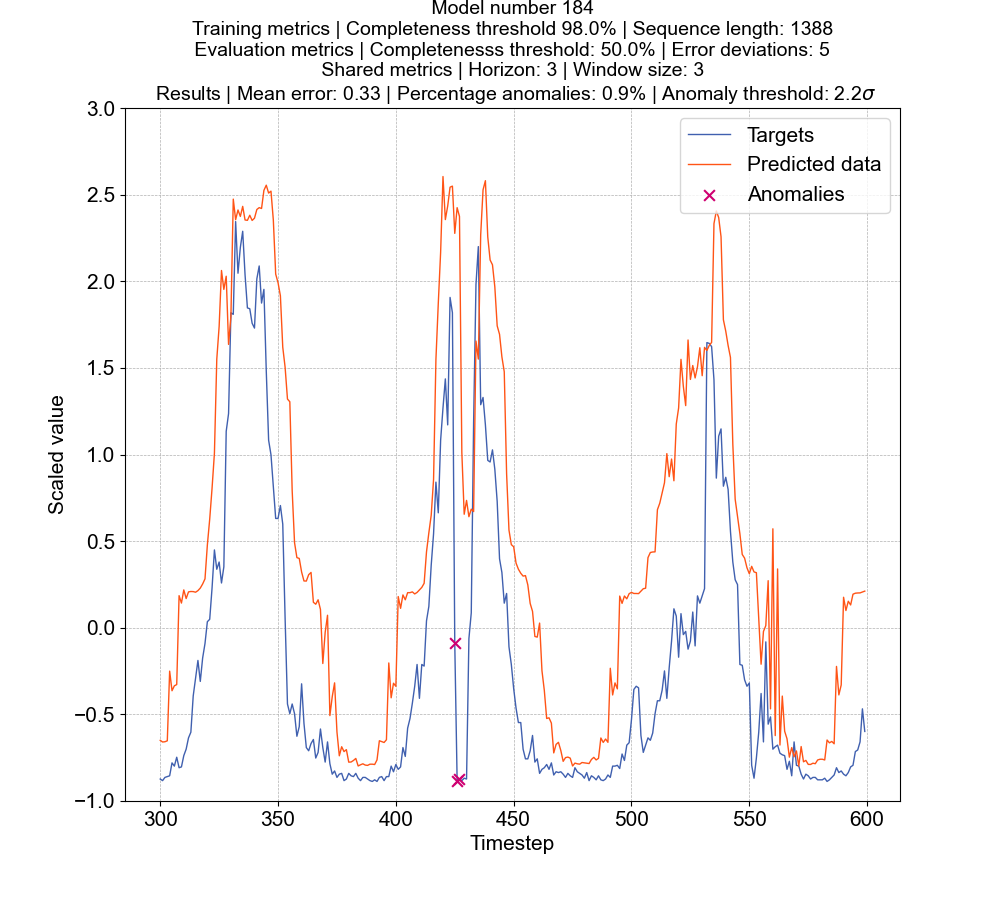 Model number 184
Training metrics | Completeness threshold 98.0% | Sequence length: 1388
Evaluation metrics | Completenesss threshold: 50.0% | Error deviations: 5
Shared metrics | Horizon: 3 | Window size: 3
Results | Mean error: 0.33 | Percentage anomalies: 0.9% | Anomaly threshold: 2.2σ
Targets
Predicted data
Anomalies
Scaled value
3.0
2.5
2.0
1.5
1.0
0.5
0.0
−0.5
−1.0
300 350 400 450 500 550 600
Timestep